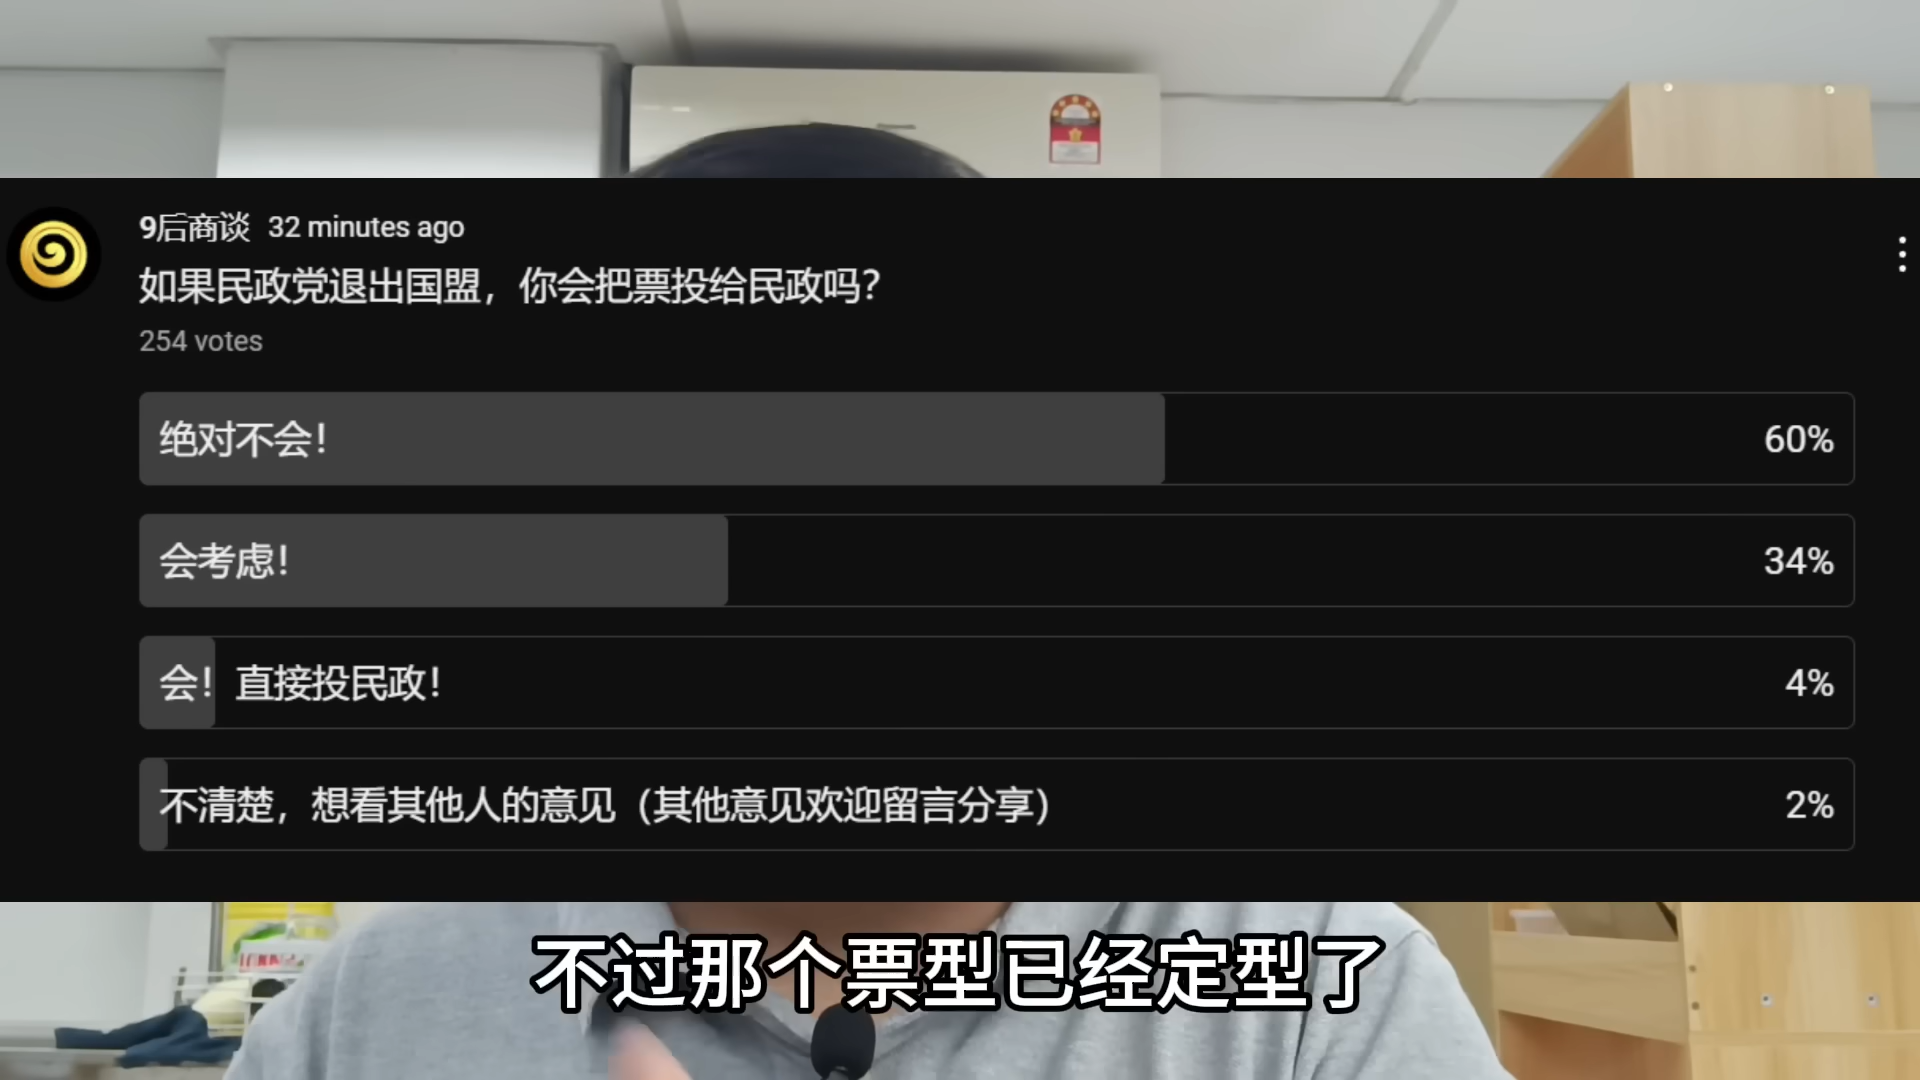 9后商谈 32 minutes ago
如果民政党退出国盟，你会把票投给民政吗？
254 votes
绝对不会！ 60%
会考虑！ 34%
会！ 直接投民政！ 4%
不清楚，想看其他人的意见（其他意见欢迎留言分享） 2%
不过那个票型已经定型了